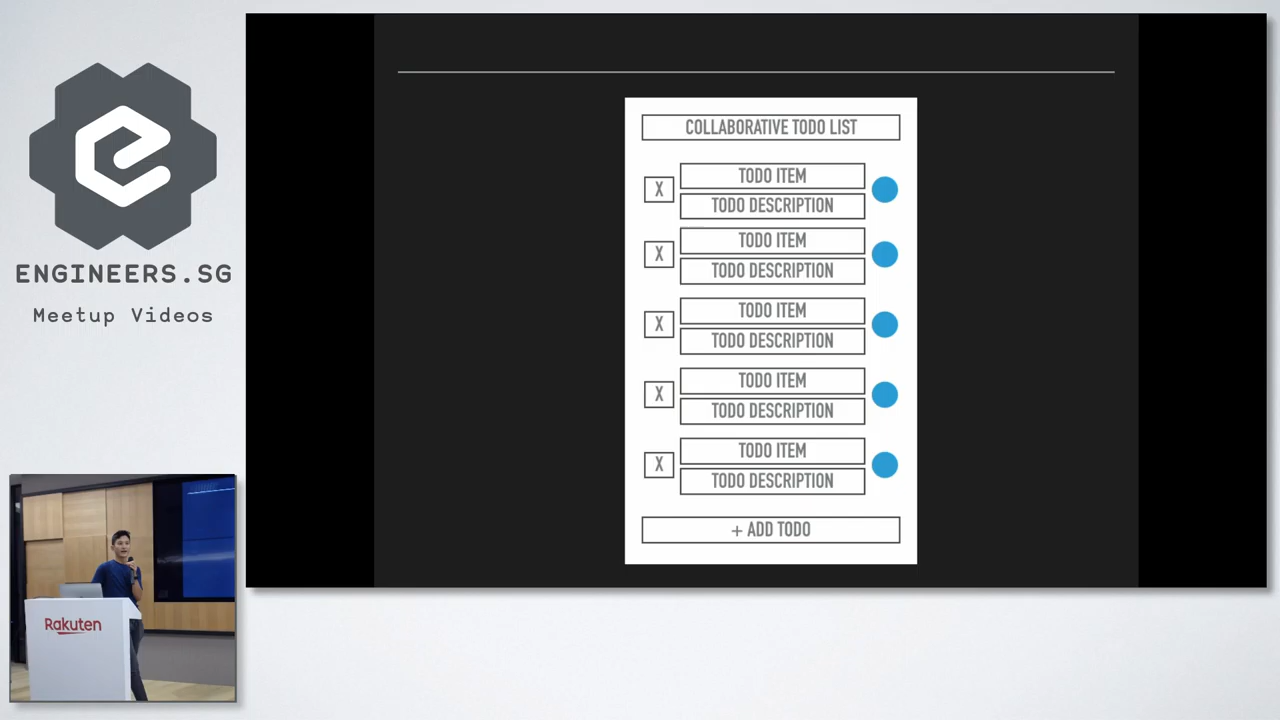 ENGINEERS.SG
Meetup Videos
COLLABORATIVE TODO LIST
X
TODO ITEM
TODO DESCRIPTION
X
TODO ITEM
TODO DESCRIPTION
X
TODO ITEM
TODO DESCRIPTION
X
TODO ITEM
TODO DESCRIPTION
X
TODO ITEM
TODO DESCRIPTION
+ ADD TODO
Rakuten